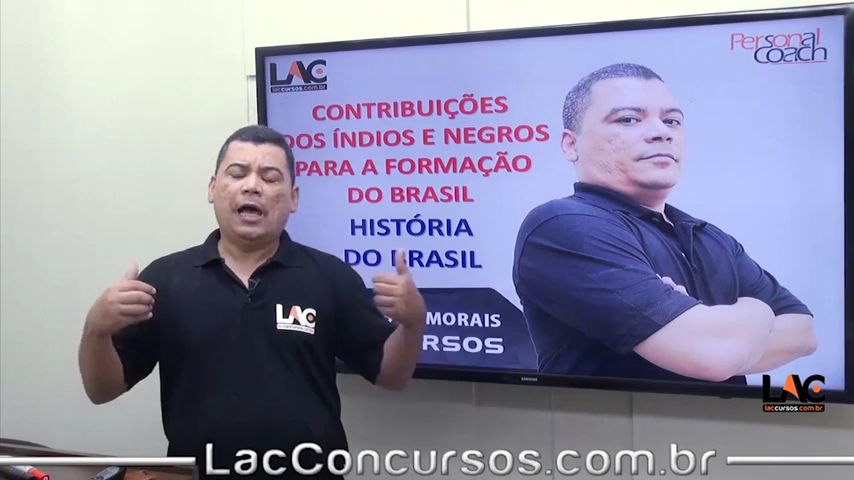 LAC
laccursos.com.br
Personal
Coach
CONTRIBUIÇÕES
DOS ÍNDIOS E NEGROS
PARA A FORMAÇÃO
DO BRASIL
HISTÓRIA
DO BRASIL
MORAIS
RSOS
SAMSUNG
LAC
LAC
laccursos.com.br
LacConcursos.com.br